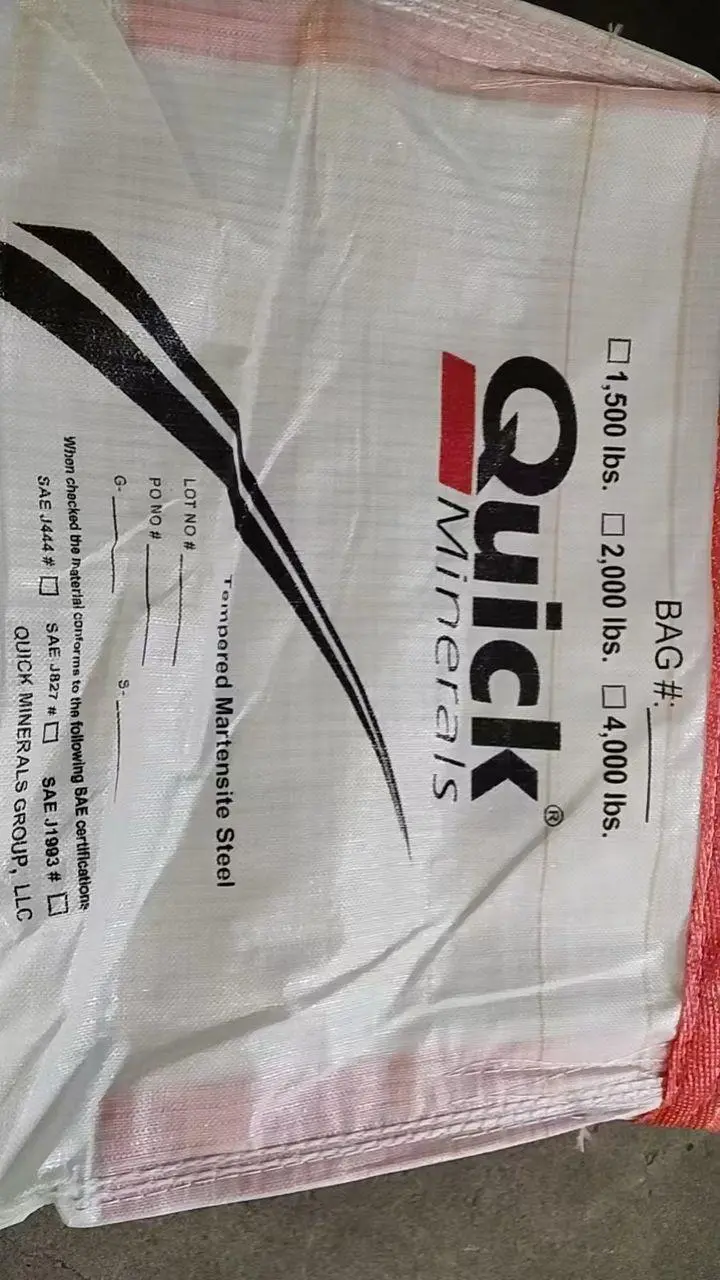 BAG #:
☐ 1,500 lbs. ☐ 2,000 lbs. ☐ 4,000 lbs.
Quick®
Minerals
Tempered Martensite Steel
LOT NO #
PO NO #
G- S-
When checked the material conforms to the following BAE certifications
SAE J444 # ☐ SAE J827 # ☐ SAE J1993 # ☐
QUICK MINERALS GROUP, LLC